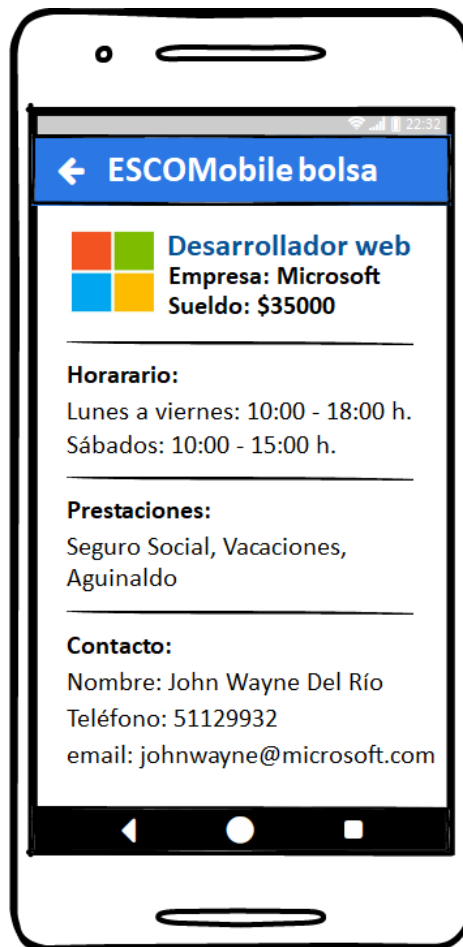 22:32
ESCOMobile bolsa
Desarrollador web
Empresa: Microsoft
Sueldo: $35000
Horarario:
Lunes a viernes: 10:00 - 18:00 h.
Sábados: 10:00 - 15:00 h.
Prestaciones:
Seguro Social, Vacaciones,
Aguinaldo
Contacto:
Nombre: John Wayne Del Río
Teléfono: 51129932
email: johnwayne@microsoft.com